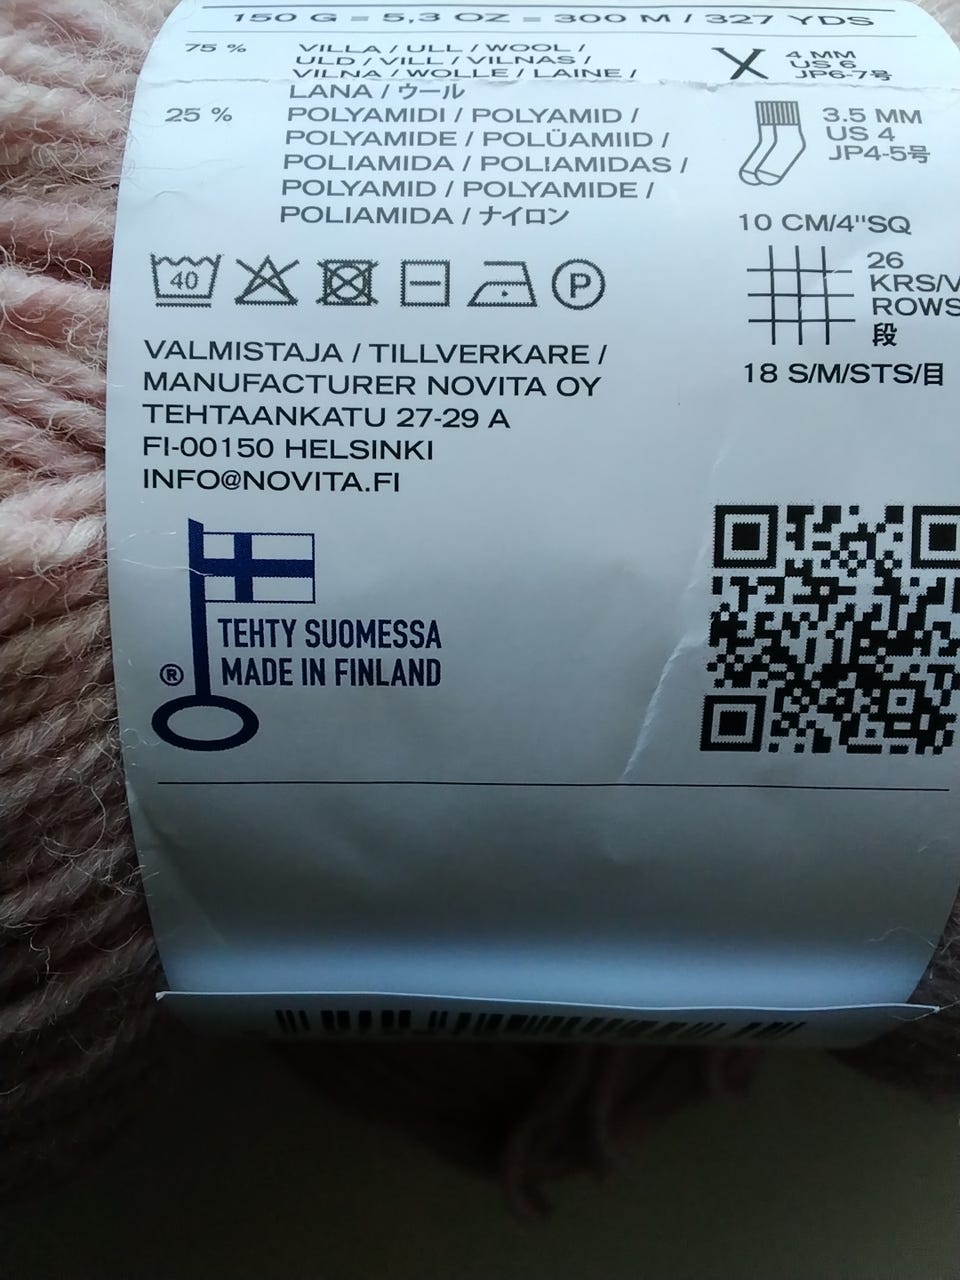 150 G = 5,3 OZ = 300 M / 327 YDS
75 % VILLA / ULL / WOOL /
ULD / VILL / VILNAS /
VILNA / WOLLE / LAINE /
LANA / ウール
25 % POLYAMIDI / POLYAMID /
POLYAMIDE / POLÜAMIID /
POLIAMIDA / POLIAMIDAS /
POLYAMID / POLYAMIDE /
POLIAMIDA / ナイロン
4 MM
US 6
JP6-7号
3.5 MM
US 4
JP4-5号
10 CM/4"SQ
26
KRS/V
ROWS
段
18 S/M/STS/目
40
P
VALMISTAJA / TILLVERKARE /
MANUFACTURER NOVITA OY
TEHTAANKATU 27-29 A
FI-00150 HELSINKI
INFO@NOVITA.FI
TEHTY SUOMESSA
® MADE IN FINLAND